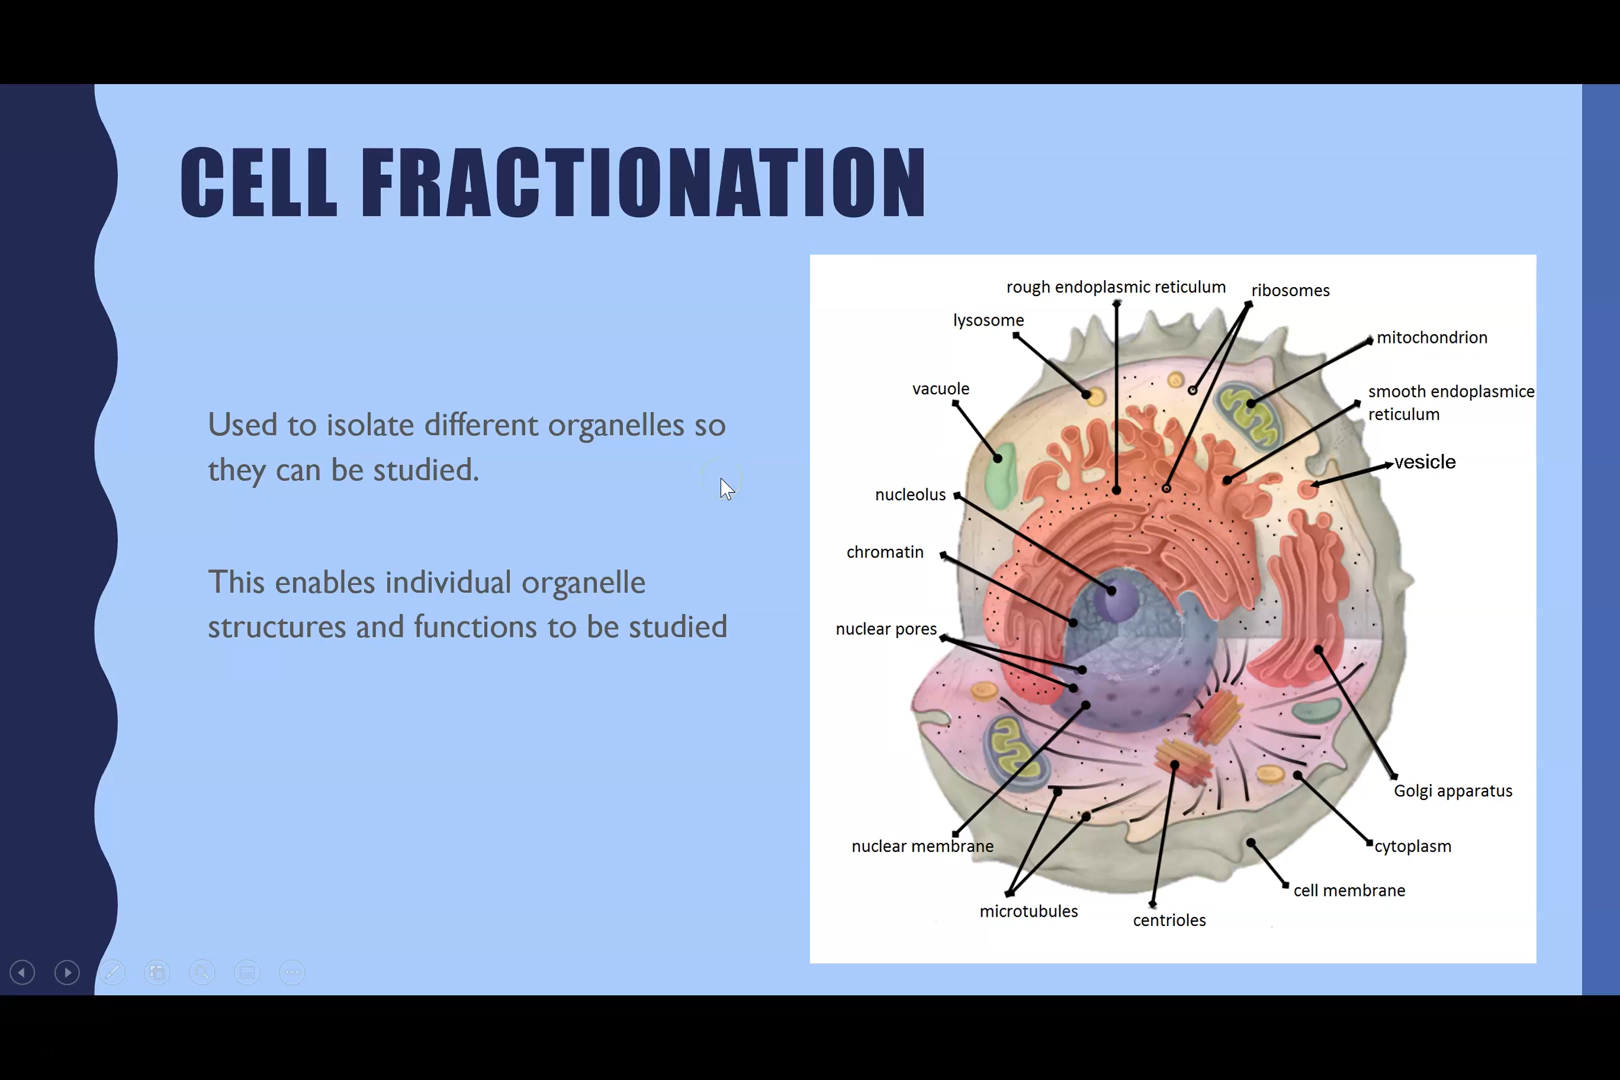 CELL FRACTIONATION
Used to isolate different organelles so
they can be studied.
This enables individual organelle
structures and functions to be studied
rough endoplasmic reticulum
ribosomes
lysosome
mitochondrion
vacuole
smooth endoplasmice
reticulum
vesicle
nucleolus
chromatin
nuclear pores
Golgi apparatus
nuclear membrane
cytoplasm
cell membrane
microtubules
centrioles